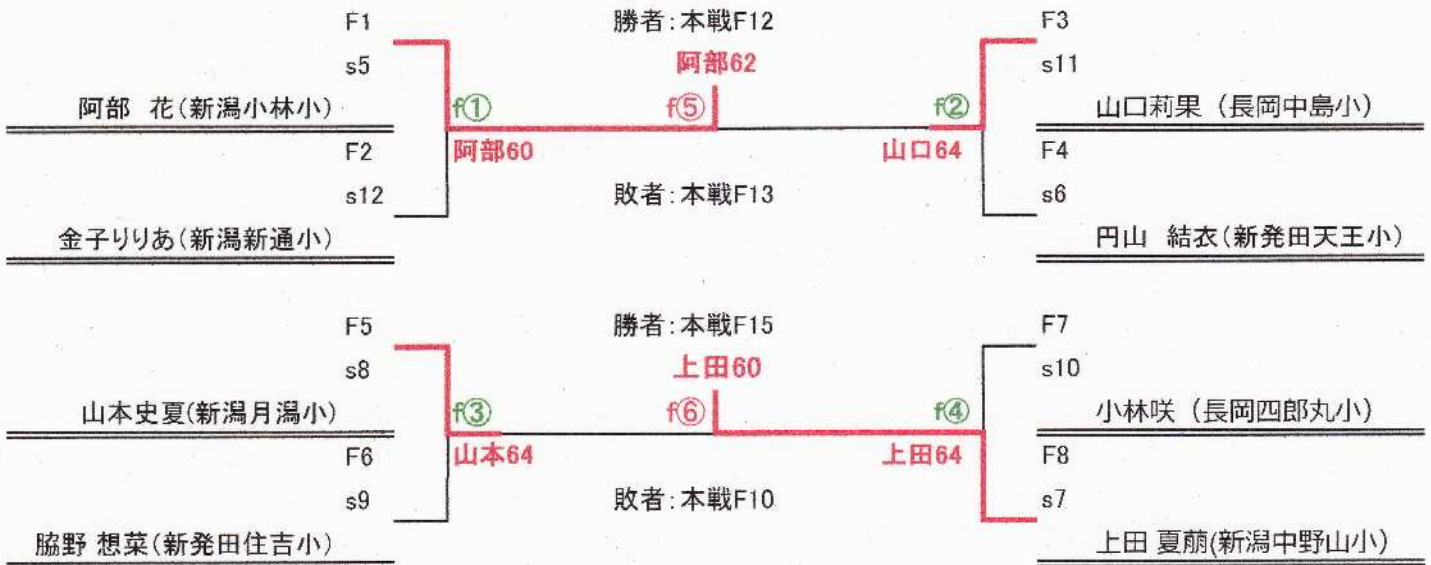 F1 勝者:本戦F12 F3
s5 阿部62 s11
阿部 花(新潟小林小) f① f⑤ f② 山口莉果 (長岡中島小)
F2 阿部60 山口64 F4
s12 敗者:本戦F13 s6
金子りりあ(新潟新通小) 円山 結衣(新発田天王小)
F5 勝者:本戦F15 F7
s8 上田60 s10
山本史夏(新潟月潟小) f③ f⑥ f④ 小林咲 (長岡四郎丸小)
F6 山本64 上田64 F8
s9 敗者:本戦F10 s7
脇野 想菜(新発田住吉小) 上田 夏萠(新潟中野山小)